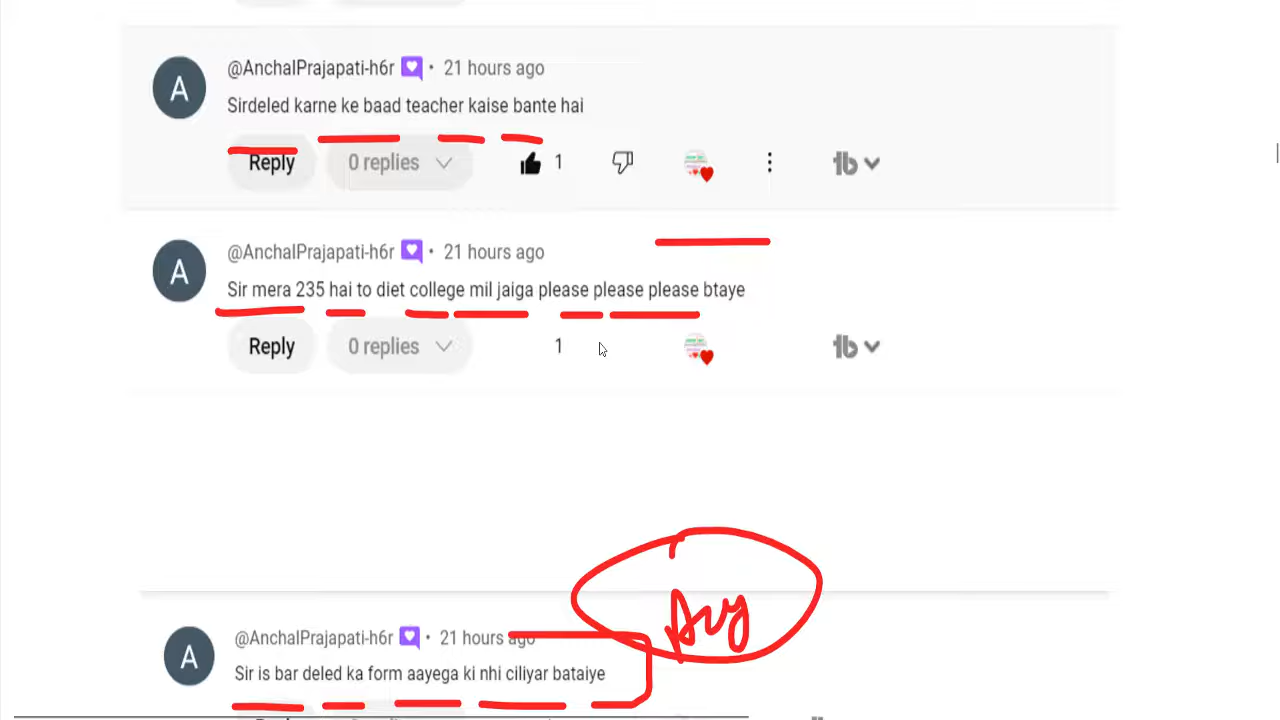 @AnchalPrajapati-h6r • 21 hours ago
Sirdeled karne ke baad teacher kaise bante hai
Reply 0 replies 1
@AnchalPrajapati-h6r • 21 hours ago
Sir mera 235 hai to diet college mil jaiga please please please btaye
Reply 0 replies 1
@AnchalPrajapati-h6r • 21 hours ago
Sir is bar deled ka form aayega ki nhi ciliyar bataiye